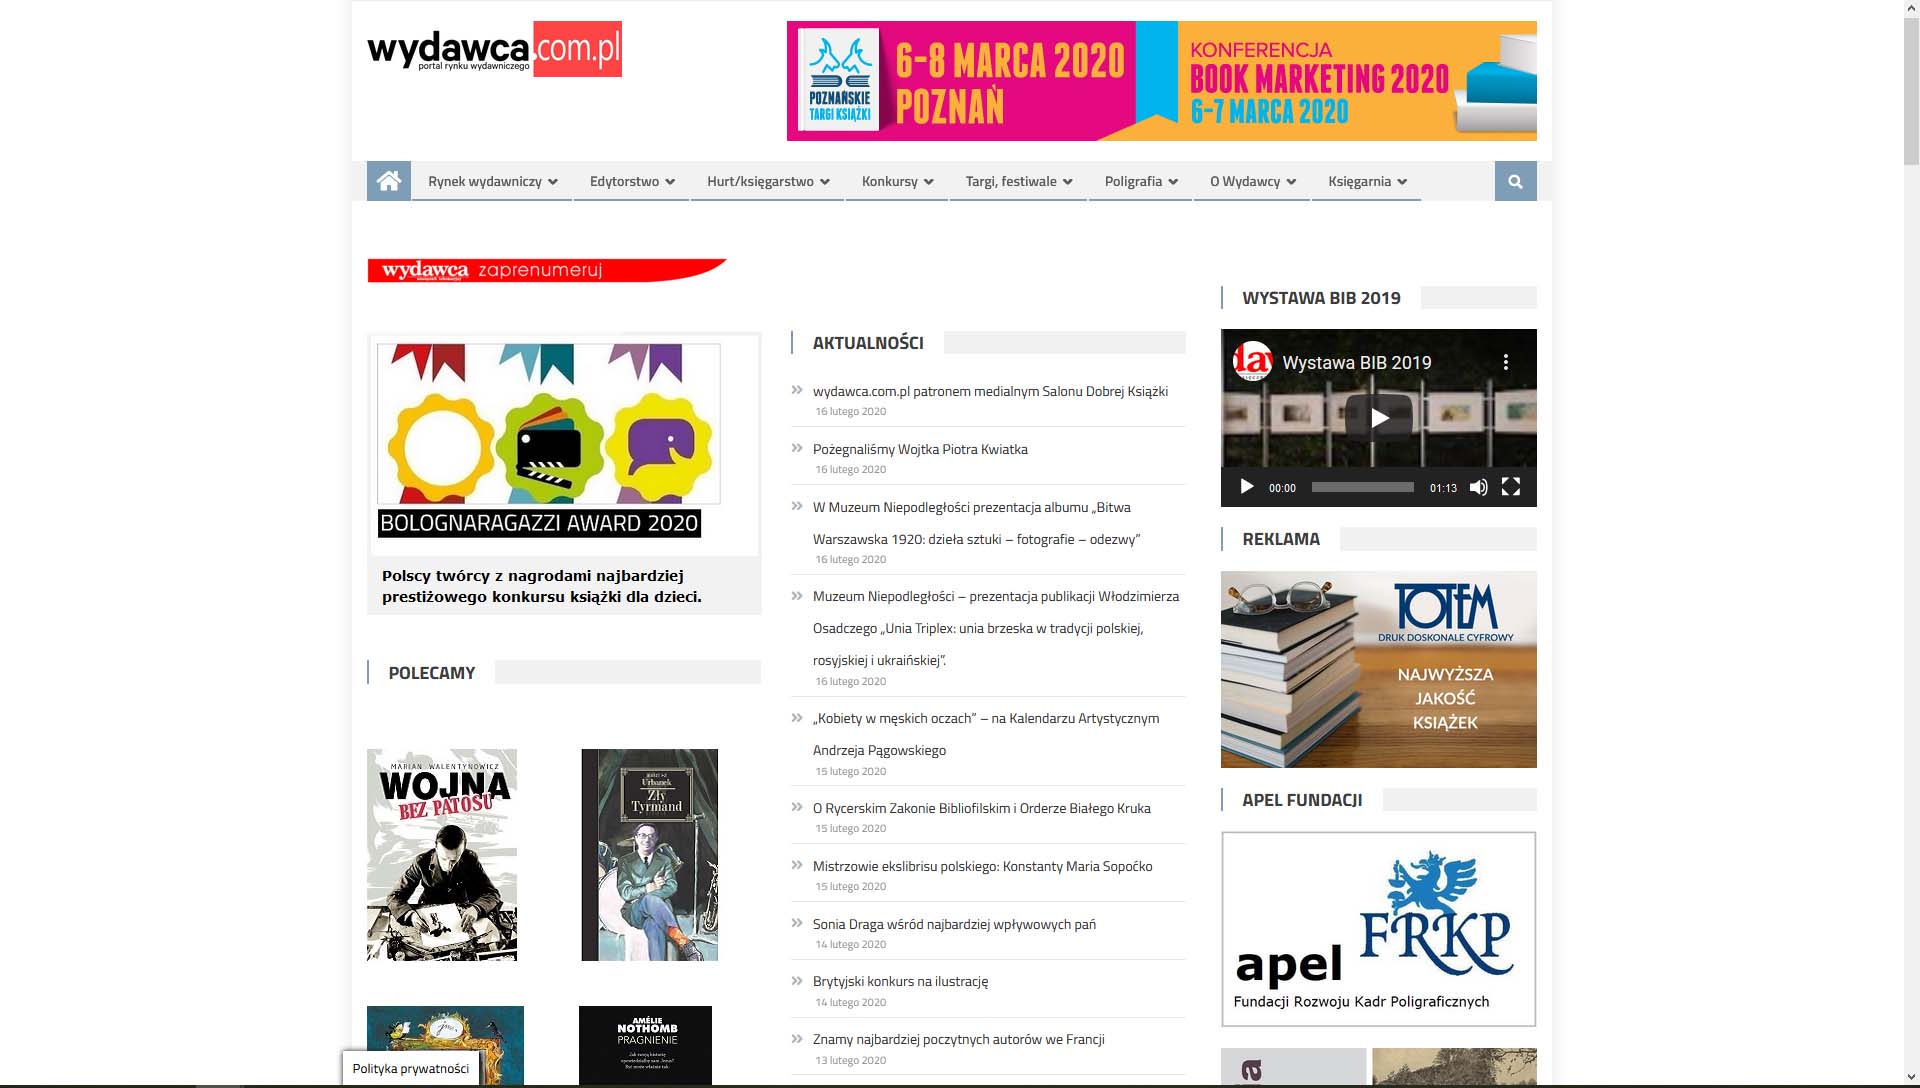 wydawca.com.pl
portal rynku wydawniczego
POZNAŃSKIE
TARGI KSIĄŻKI
6-8 MARCA 2020
POZNAŃ
KONFERENCJA
BOOK MARKETING 2020
6-7 MARCA 2020
Rynek wydawniczy
Edytorstwo
Hurt/księgarstwo
Konkursy
Targi, festiwale
Poligrafia
O Wydawcy
Księgarnia
wydawca zaprenumeruj
BOLOGNARAGAZZI AWARD 2020
Polscy twórcy z nagrodami najbardziej
prestiżowego konkursu książki dla dzieci.
POLECAMY
MARIAN WALENTYNOWICZ
WOJNA
BEZ PATOSU
Urbanek
Zły
Tyrmand
AMÉLIE
NOTHOMB
PRAGNIENIE
Polityka prywatności
AKTUALNOŚCI
wydawca.com.pl patronem medialnym Salonu Dobrej Książki
16 lutego 2020
Pożegnaliśmy Wojtka Piotra Kwiatka
16 lutego 2020
W Muzeum Niepodległości prezentacja albumu „Bitwa
Warszawska 1920: dzieła sztuki – fotografie – odezwy”
16 lutego 2020
Muzeum Niepodległości – prezentacja publikacji Włodzimierza
Osadczego „Unia Triplex: unia brzeska w tradycji polskiej,
rosyjskiej i ukraińskiej”.
16 lutego 2020
„Kobiety w męskich oczach” – na Kalendarzu Artystycznym
Andrzeja Pągowskiego
15 lutego 2020
O Rycerskim Zakonie Bibliofilskim i Orderze Białego Kruka
15 lutego 2020
Mistrzowie ekslibrisu polskiego: Konstanty Maria Sopoćko
15 lutego 2020
Sonia Draga wśród najbardziej wpływowych pań
14 lutego 2020
Brytyjski konkurs na ilustrację
14 lutego 2020
Znamy najbardziej poczytnych autorów we Francji
13 lutego 2020
WYSTAWA BIB 2019
Wystawa BIB 2019
00:00
01:13
REKLAMA
TOTEM
DRUK DOSKONALE CYFROWY
NAJWYŻSZA
JAKOŚĆ
KSIĄŻEK
APEL FUNDACJI
FRKP
apel
Fundacji Rozwoju Kadr Poligraficznych